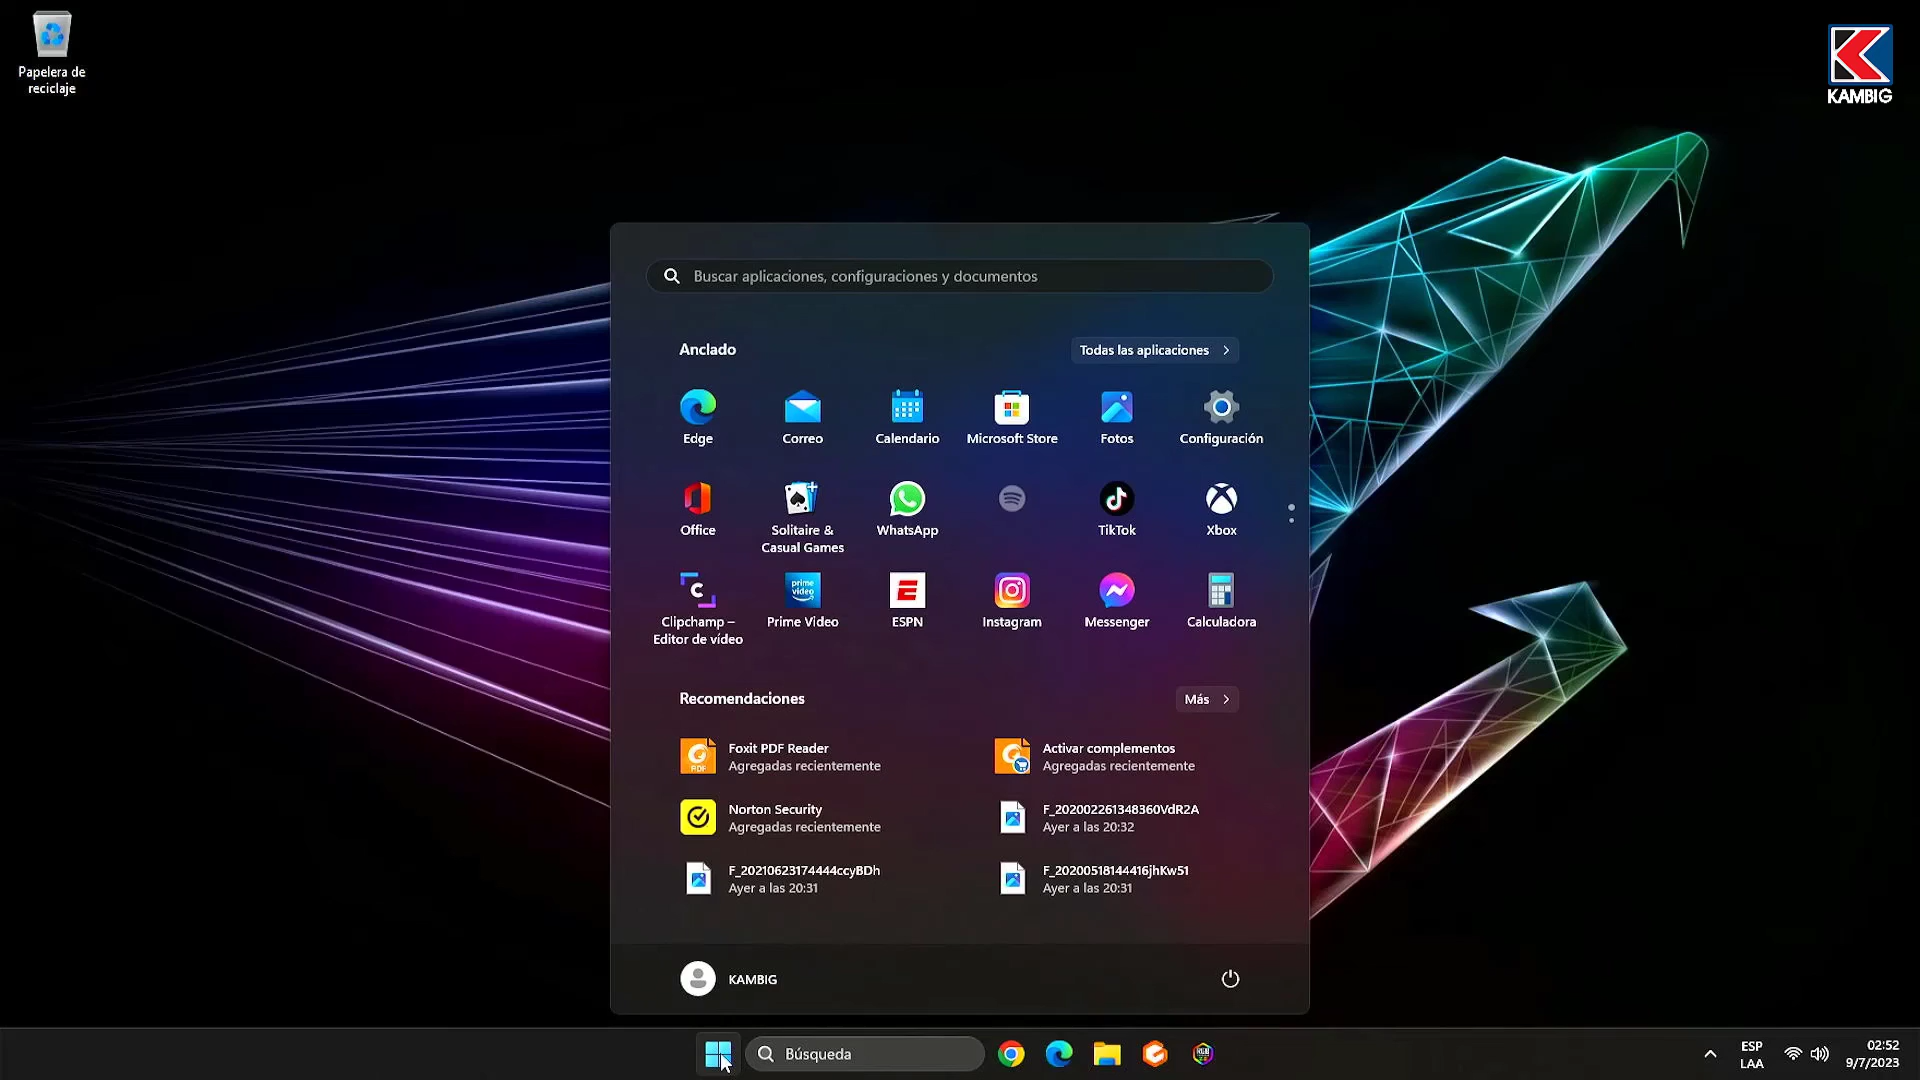 Papelera de
reciclaje
KAMBIG
Buscar aplicaciones, configuraciones y documentos
Anclado
Todas las aplicaciones
Edge
Correo
Calendario
Microsoft Store
Fotos
Configuración
Office
Solitaire &
Casual Games
WhatsApp
TikTok
Xbox
prime
video
Clipchamp –
Editor de vídeo
Prime Video
ESPN
Instagram
Messenger
Calculadora
Recomendaciones
Más
PDF
Foxit PDF Reader
Agregadas recientemente
Activar complementos
Agregadas recientemente
Norton Security
Agregadas recientemente
F_202002261348360VdR2A
Ayer a las 20:32
F_20210623174444ccyBDh
Ayer a las 20:31
F_20200518144416jhKw51
Ayer a las 20:31
KAMBIG
Búsqueda
ESP
LAA
02:52
9/7/2023